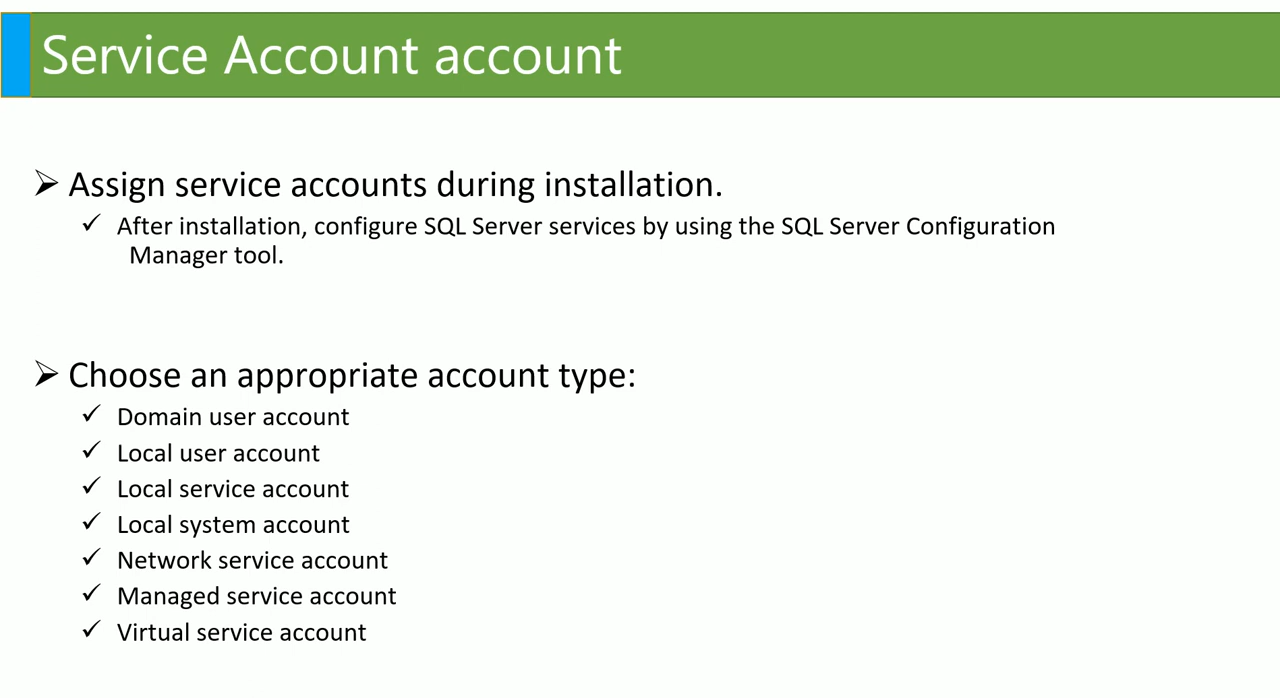 Service Account account
Assign service accounts during installation.
After installation, configure SQL Server services by using the SQL Server Configuration
Manager tool.
Choose an appropriate account type:
Domain user account
Local user account
Local service account
Local system account
Network service account
Managed service account
Virtual service account